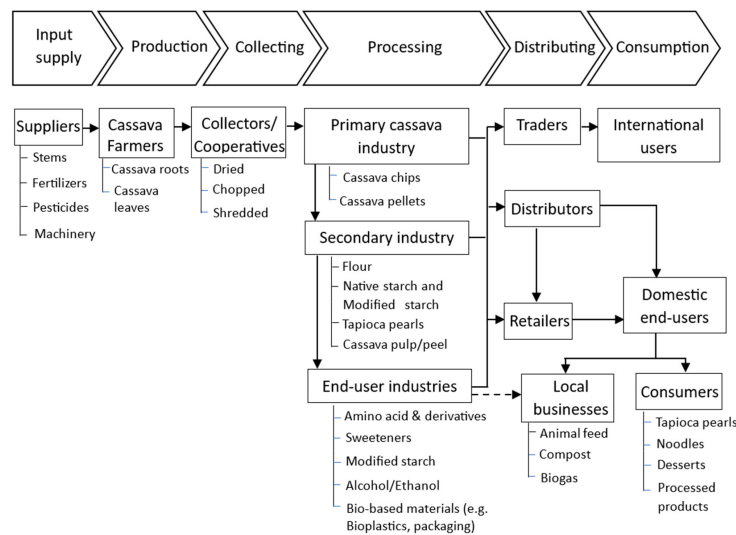 Input
supply
Production
Collecting
Processing
Distributing
Consumption
Suppliers
Stems
Fertilizers
Pesticides
Machinery
Cassava
Farmers
Cassava roots
Cassava
leaves
Collectors/
Cooperatives
Dried
Chopped
Shredded
Primary cassava
industry
Cassava chips
Cassava pellets
Secondary industry
Flour
Native starch and
Modified starch
Tapioca pearls
Cassava pulp/peel
End-user industries
Amino acid & derivatives
Sweeteners
Modified starch
Alcohol/Ethanol
Bio-based materials (e.g.
Bioplastics, packaging)
Traders
International
users
Distributors
Retailers
Domestic
end-users
Local
businesses
Animal feed
Compost
Biogas
Consumers
Tapioca pearls
Noodles
Desserts
Processed
products